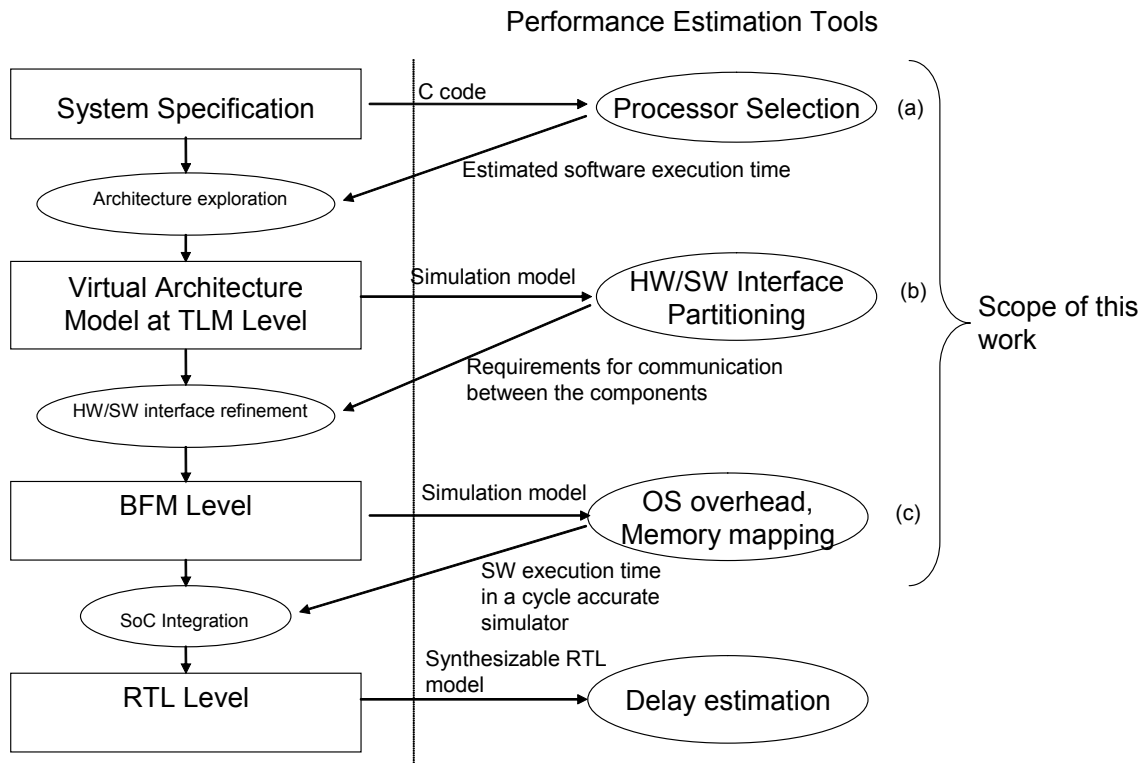 Performance Estimation Tools
System Specification
C code
Processor Selection
(a)
Estimated software execution time
Architecture exploration
Virtual Architecture
Model at TLM Level
Simulation model
HW/SW Interface
Partitioning
(b)
Scope of this
work
Requirements for communication
between the components
HW/SW interface refinement
BFM Level
Simulation model
OS overhead,
Memory mapping
(c)
SW execution time
in a cycle accurate
simulator
SoC Integration
Synthesizable RTL
model
RTL Level
Delay estimation